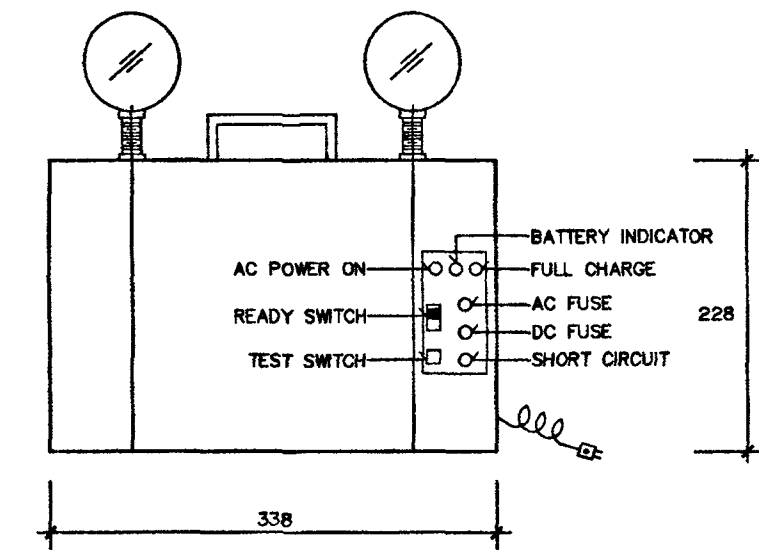 BATTERY INDICATOR
AC POWER ON
FULL CHARGE
AC FUSE
READY SWITCH
DC FUSE
TEST SWITCH
SHORT CIRCUIT
228
338